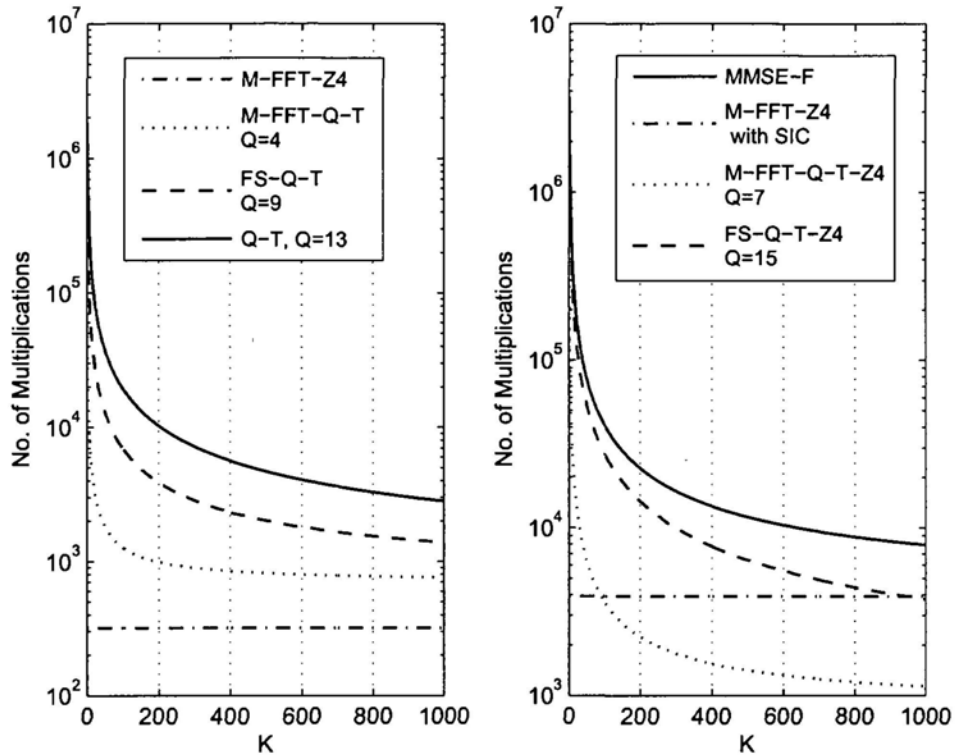 No. of Multiplications
10^7
10^6
10^5
10^4
10^3
10^2
0
200
400
600
800
1000
K
M-FFT-Z4
M-FFT-Q-T
Q=4
FS-Q-T
Q=9
Q-T, Q=13
No. of Multiplications
10^7
10^6
10^5
10^4
10^3
0
200
400
600
800
1000
K
MMSE-F
M-FFT-Z4
with SIC
M-FFT-Q-T-Z4
Q=7
FS-Q-T-Z4
Q=15